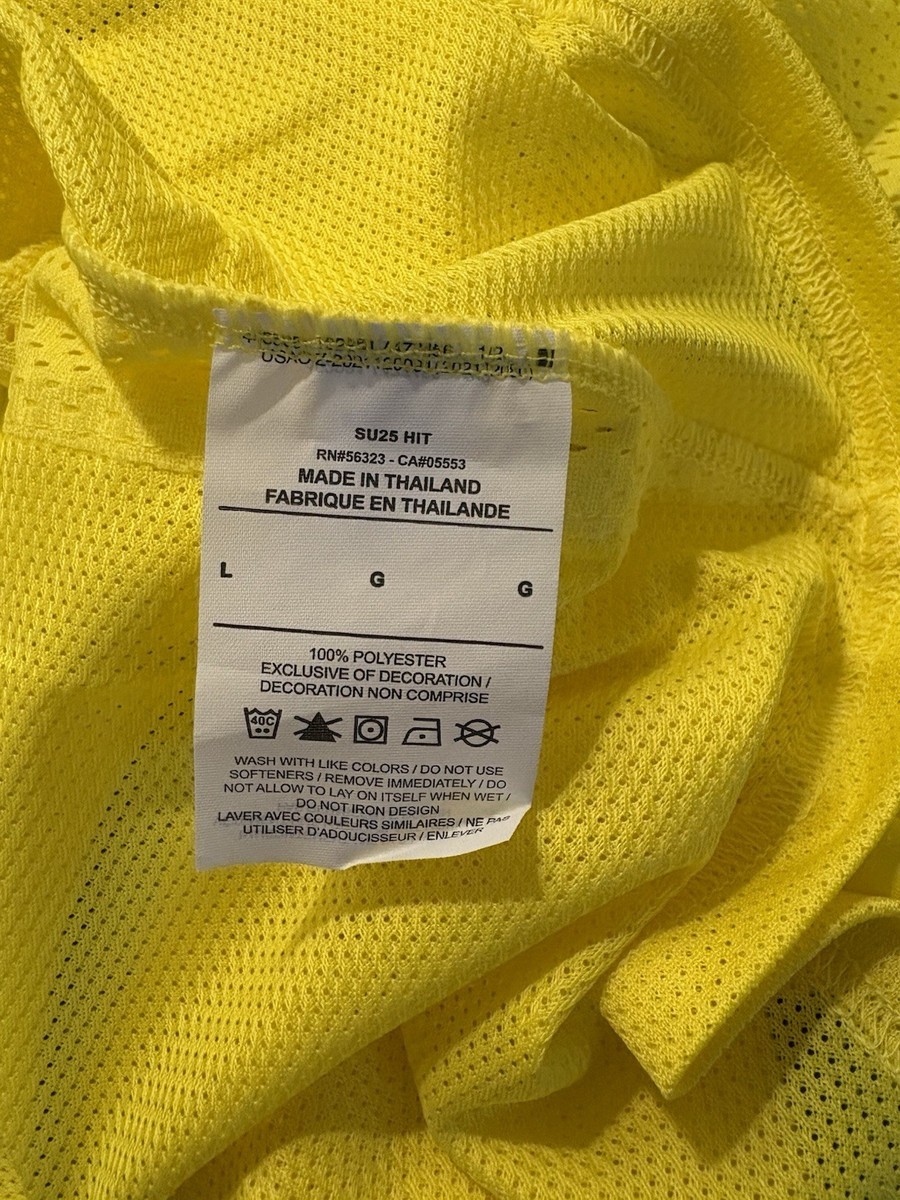 SU25 HIT
RN#56323 - CA#05553
MADE IN THAILAND
FABRIQUE EN THAILANDE
L G G
100% POLYESTER
EXCLUSIVE OF DECORATION /
DECORATION NON COMPRISE
40C
WASH WITH LIKE COLORS / DO NOT USE
SOFTENERS / REMOVE IMMEDIATELY / DO
NOT ALLOW TO LAY ON ITSELF WHEN WET /
DO NOT IRON DESIGN
LAVER AVEC COULEURS SIMILAIRES / NE PAS
UTILISER D'ADOUCISSEUR / ENLEVER